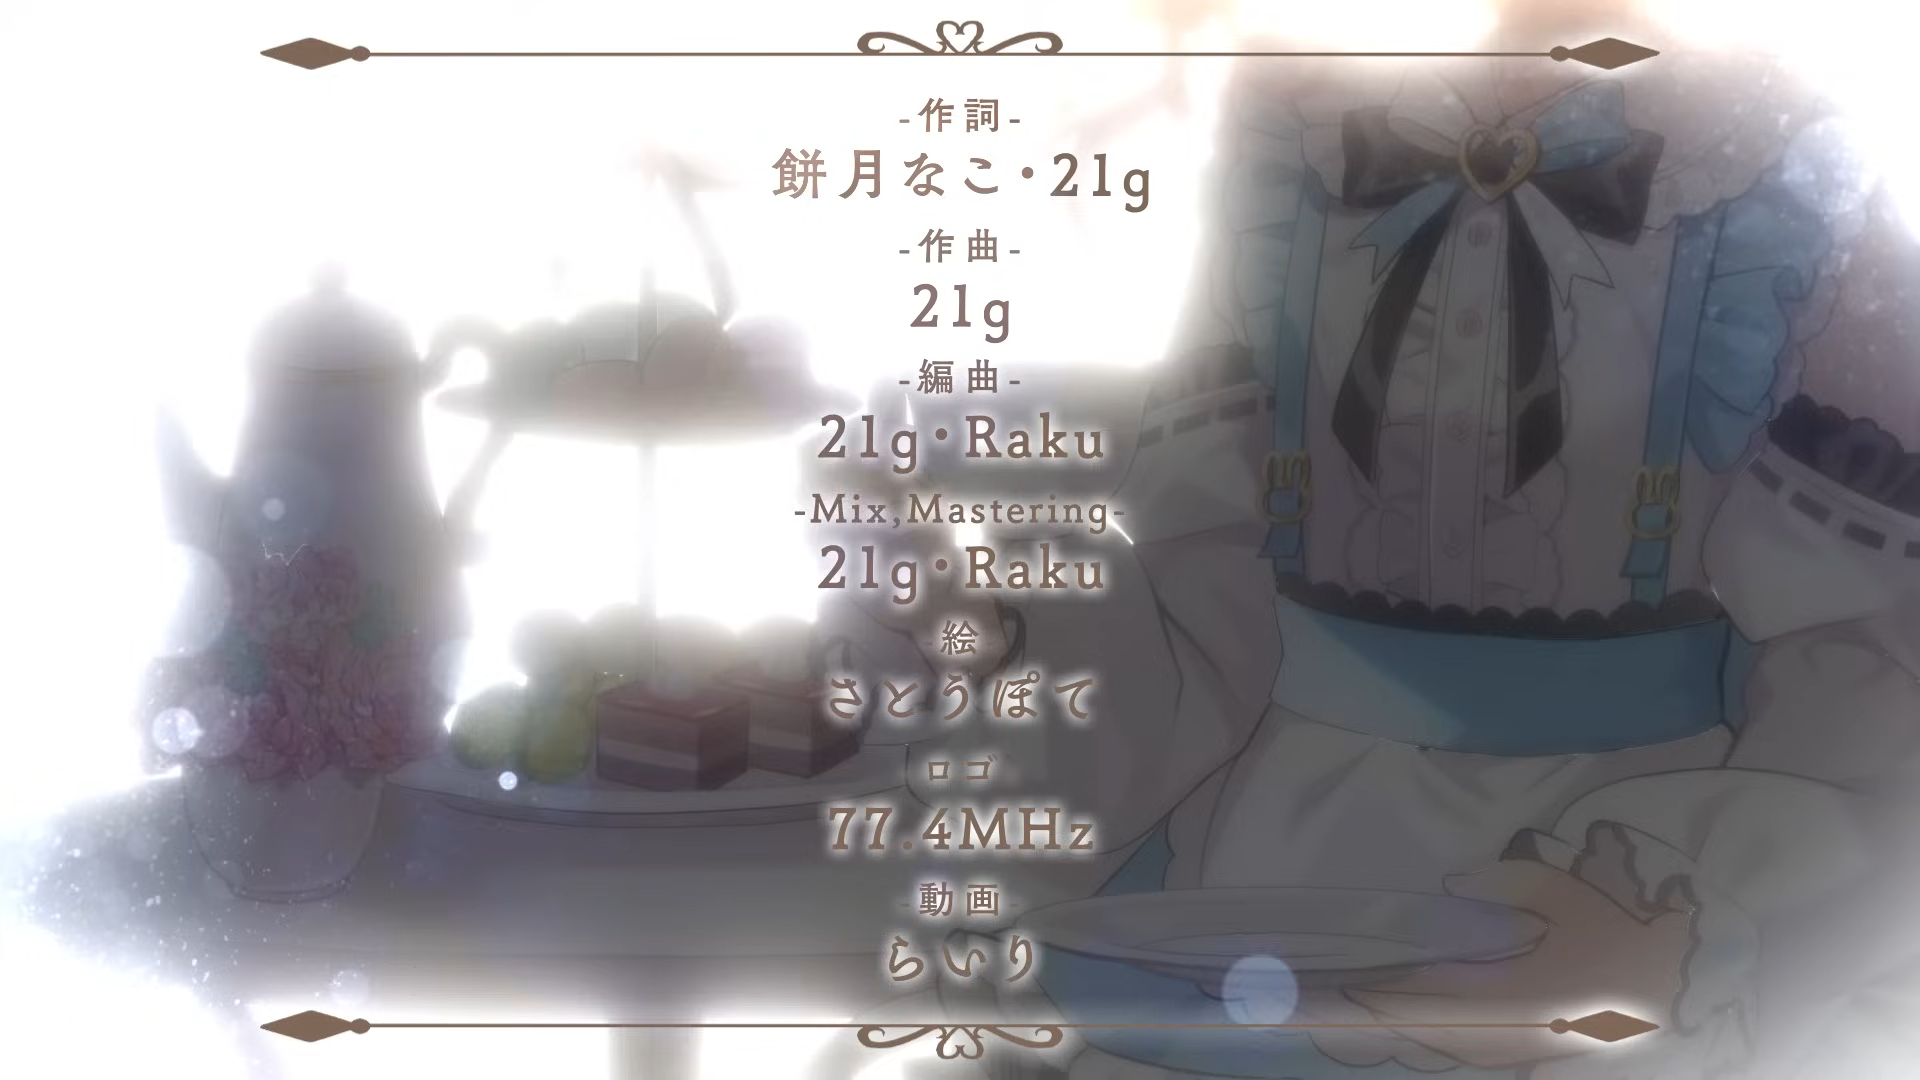 -作詞-
餅月なこ・21g
-作曲-
21g
-編曲-
21g・Raku
-Mix,Mastering-
21g・Raku
-絵-
さとうぽて
-ロゴ-
77.4MHz
-動画-
らいり